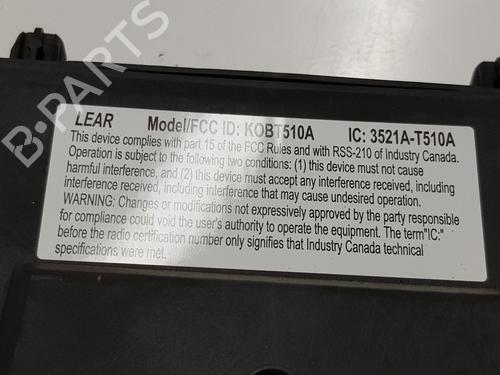 B-PARTS
LEAR Model/FCC ID: KOBT510A IC: 3521A-T510A
This device complies with part 15 of the FCC Rules and with RSS-210 of Industry Canada.
Operation is subject to the following two conditions: (1) this device must not cause
harmful interference, and (2) this device must accept any interference received, including
interference received, including interference that may cause undesired operation.
WARNING: Changes or modifications not expressively approved by the party responsible
for compliance could void the user's authority to operate the equipment. The term"IC:"
before the radio certification number only signifies that Industry Canada technical
specifications were met.